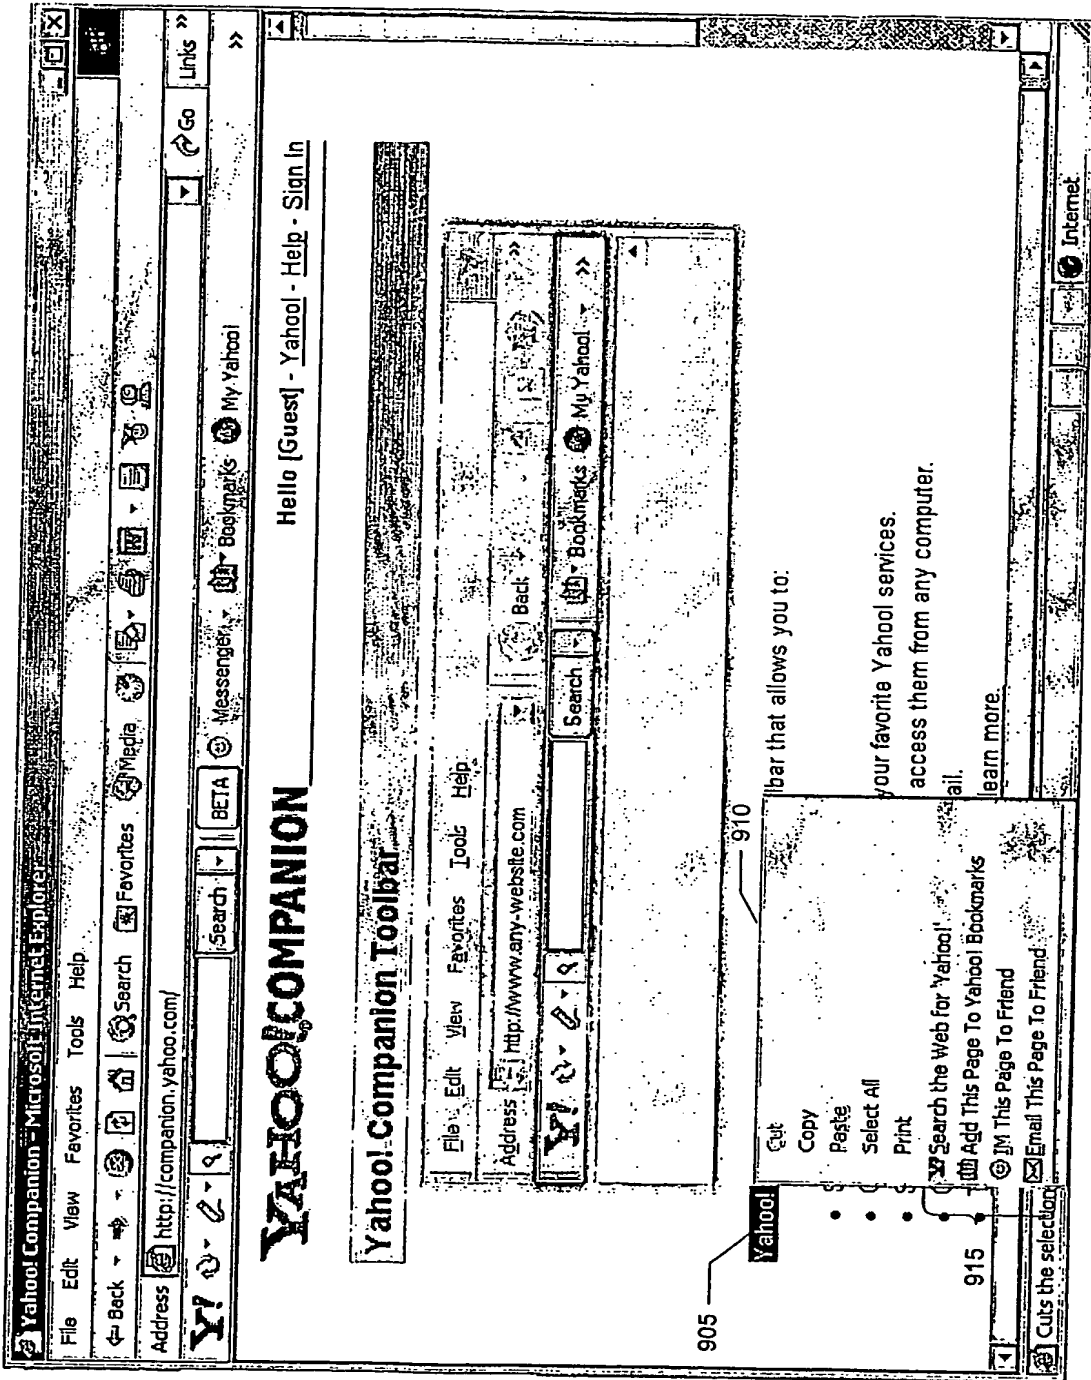 Yahoo! Companion - Microsoft Internet Explorer
File Edit View Favorites Tools Help
Back Search Favorites Media
Address http://companion.yahoo.com/ Go Links »
Y! Search BETA Messenger Bookmarks My Yahoo! »
YAHOO! COMPANION Hello [Guest] - Yahoo! - Help - Sign In
Yahoo! Companion Toolbar
File Edit View Favorites Tools Help
Address http://www.any-website.com Back »
Y! Search Bookmarks My Yahoo! »
905
910
Yahoo! bar that allows you to:
Cut
Copy
Paste
Select All
Print
Search the Web for 'Yahoo!'
Add This Page To Yahoo! Bookmarks
IM This Page To Friend
Email This Page To Friend
your favorite Yahoo! services.
access them from any computer.
ail.
learn more.
915
Cuts the selection Internet